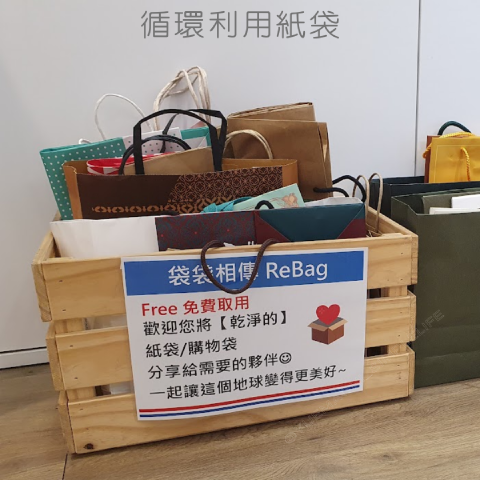 循環利用紙袋
袋袋相傳 ReBag
Free 免費取用
歡迎您將【乾淨的】
紙袋/購物袋
分享給需要的夥伴☺
一起讓這個地球變得更美好~